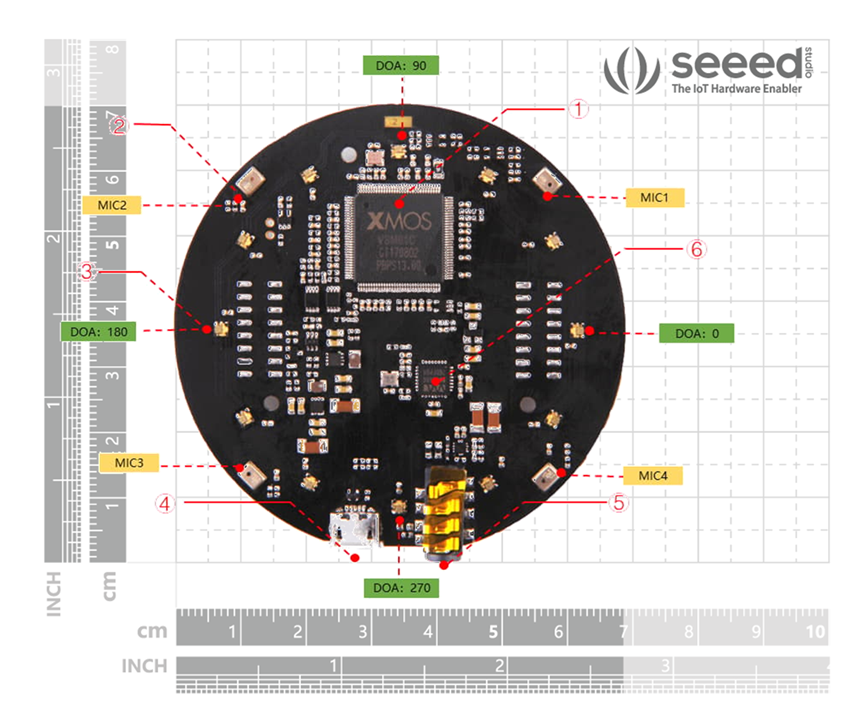 8
3
DOA: 90
seeed
studio
The IoT Hardware Enabler
7
②
①
6
MIC2
MIC1
XMOS
2
5
⑥
③
4
DOA: 180
DOA: 0
3
1
2
MIC3
MIC4
④
⑤
1
DOA: 270
INCH
cm
cm
1
2
3
4
5
6
7
8
9
10
INCH
1
2
3